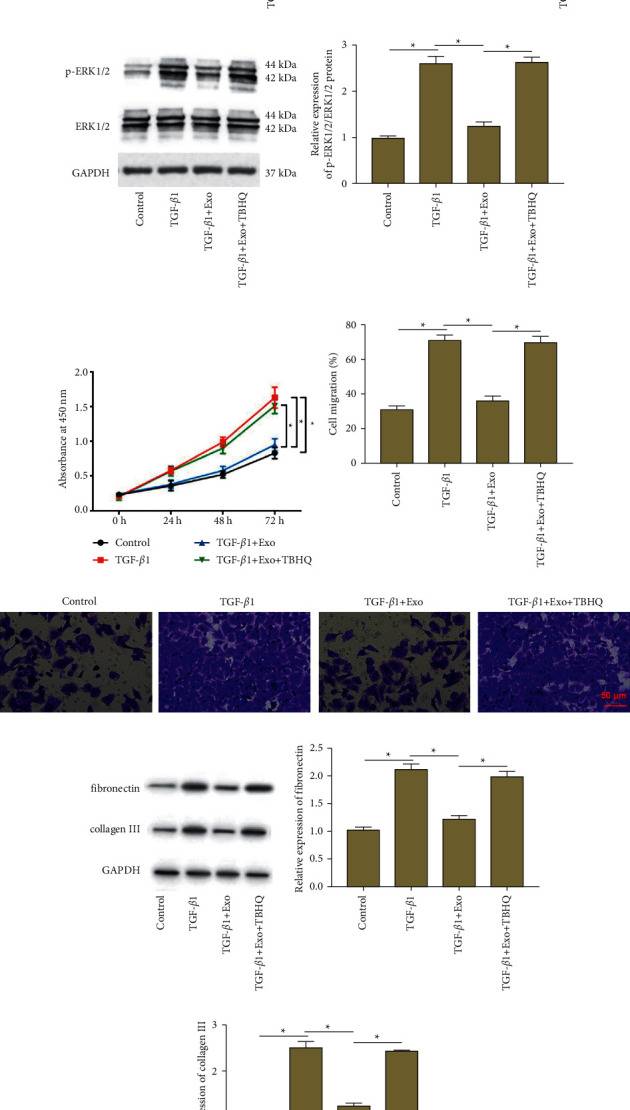 p-ERK1/2
44 kDa
42 kDa
ERK1/2
44 kDa
42 kDa
GAPDH
37 kDa
Control
TGF-β1
TGF-β1+Exo
TGF-β1+Exo+TBHQ
Relative expression
of p-ERK1/2/ERK1/2 protein
3
2
1
0
* * *
Control
TGF-β1
TGF-β1+Exo
TGF-β1+Exo+TBHQ
Absorbance at 450 nm
2.0
1.5
1.0
0.5
0.0
0 h 24 h 48 h 72 h
* * *
Control
TGF-β1
TGF-β1+Exo
TGF-β1+Exo+TBHQ
Cell migration (%)
80
60
40
20
0
* * *
Control
TGF-β1
TGF-β1+Exo
TGF-β1+Exo+TBHQ
Control TGF-β1 TGF-β1+Exo TGF-β1+Exo+TBHQ
50 μm
fibronectin
collagen III
GAPDH
Control
TGF-β1
TGF-β1+Exo
TGF-β1+Exo+TBHQ
Relative expression of fibronectin
2.5
2.0
1.5
1.0
0.5
0.0
* * *
Control
TGF-β1
TGF-β1+Exo
TGF-β1+Exo+TBHQ
of collagen III
3
2
* * *